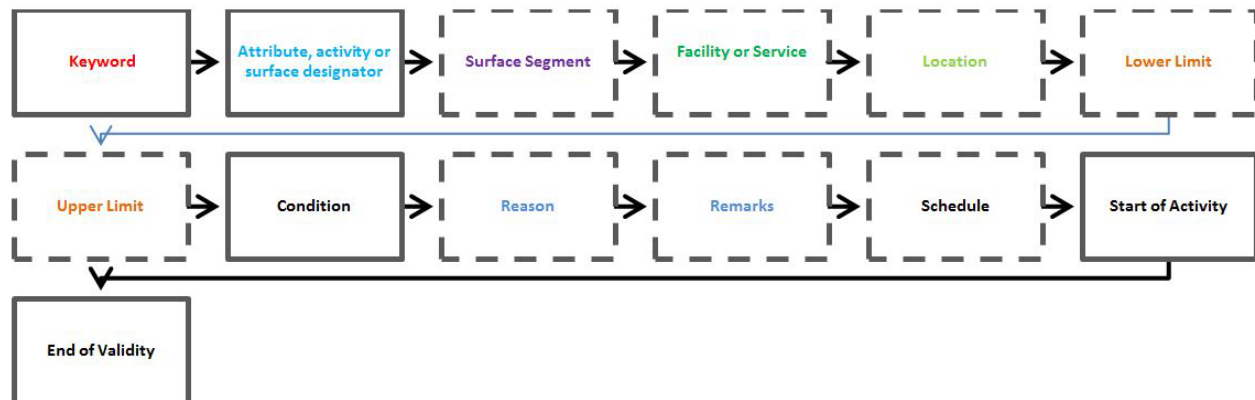 Keyword
Attribute, activity or
surface designator
Surface Segment
Facility or Service
Location
Lower Limit
Upper Limit
Condition
Reason
Remarks
Schedule
Start of Activity
End of Validity